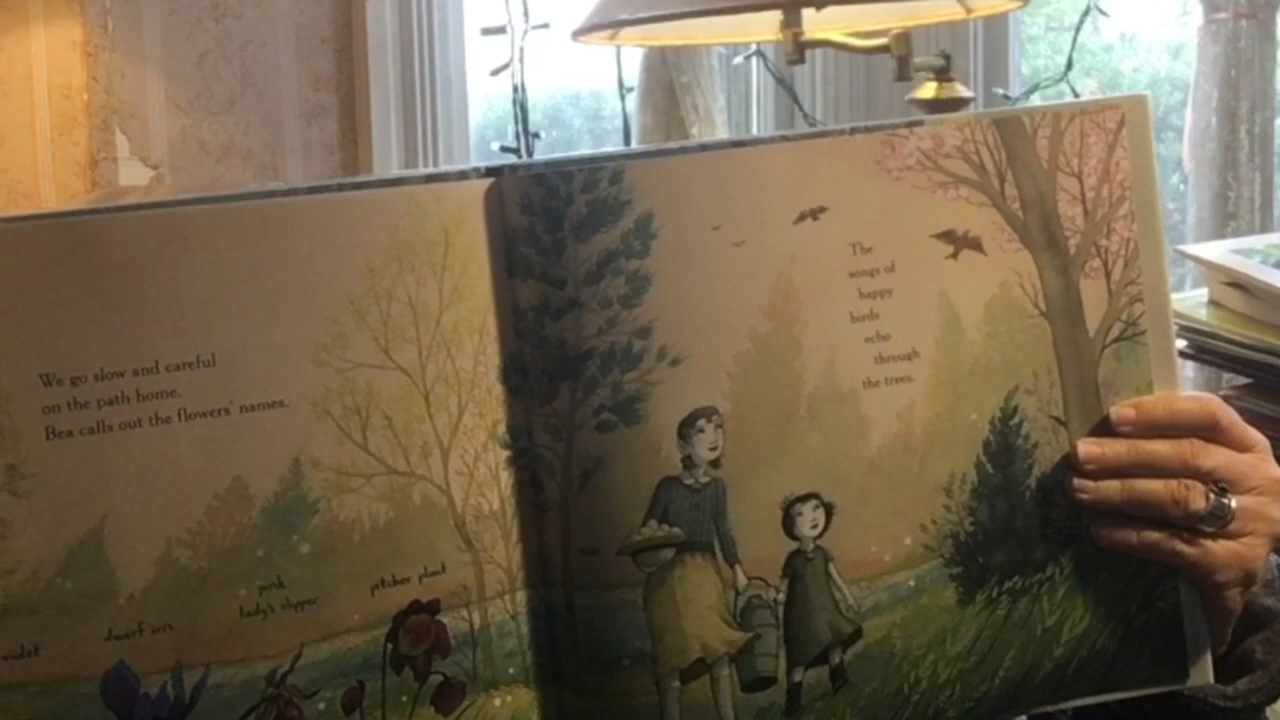 We go slow and careful
on the path home.
Bea calls out the flowers' names.
violet
dwarf iris
pink
lady's slipper
pitcher plant
The
songs of
happy
birds
echo
through
the trees.